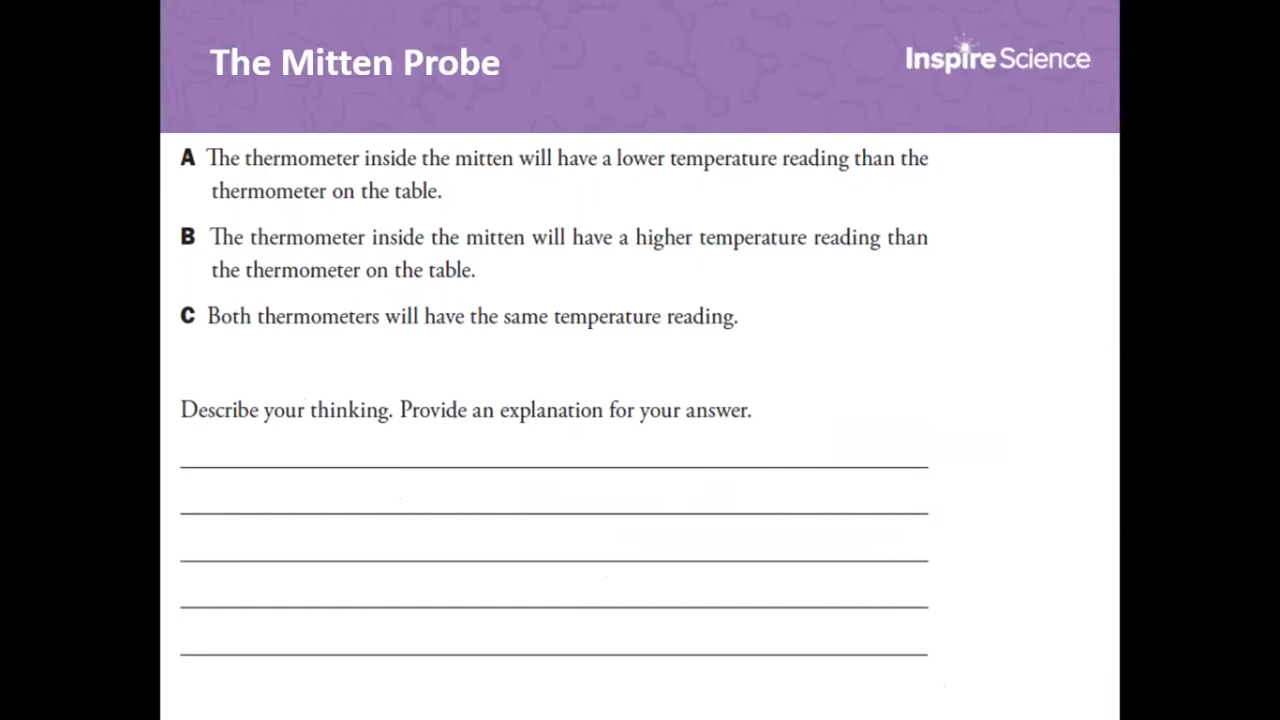 The Mitten Probe
Inspire Science
A The thermometer inside the mitten will have a lower temperature reading than the
thermometer on the table.
B The thermometer inside the mitten will have a higher temperature reading than
the thermometer on the table.
C Both thermometers will have the same temperature reading.
Describe your thinking. Provide an explanation for your answer.